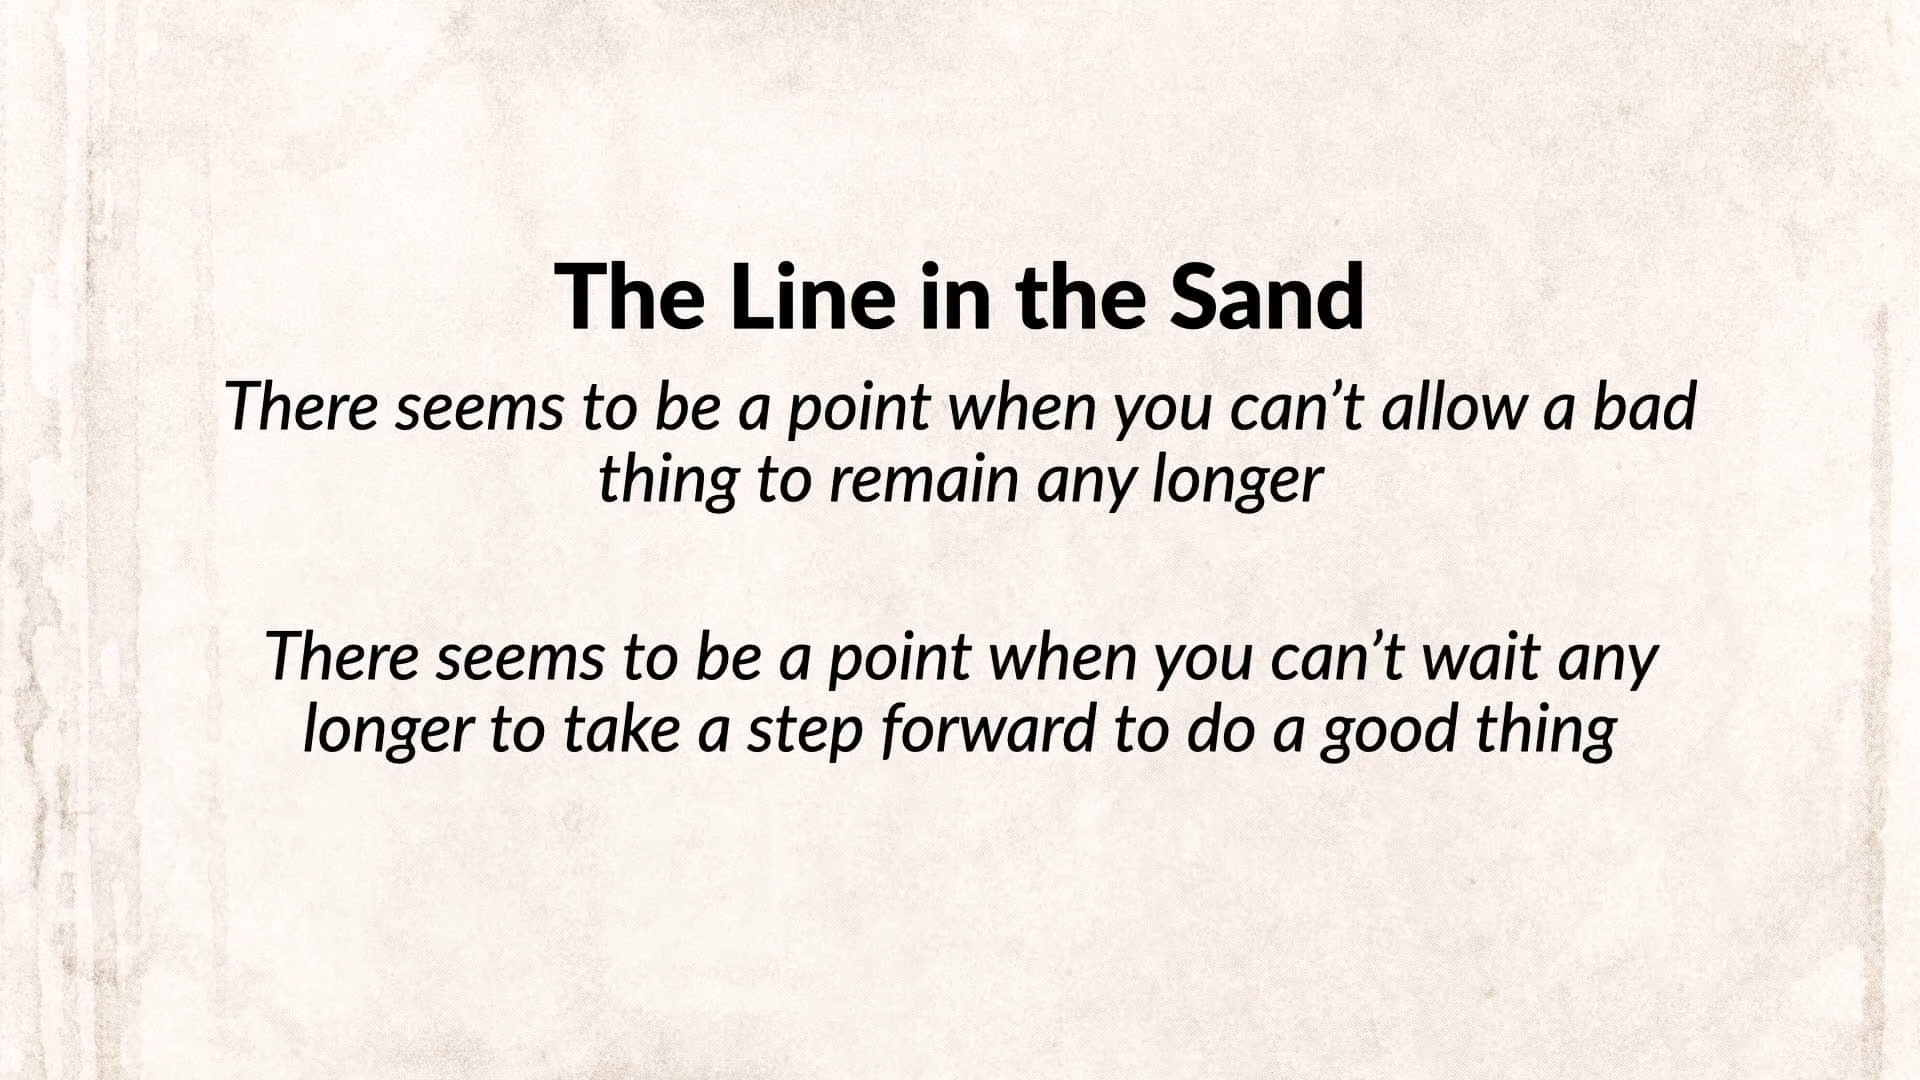 The Line in the Sand
There seems to be a point when you can’t allow a bad
thing to remain any longer
There seems to be a point when you can’t wait any
longer to take a step forward to do a good thing